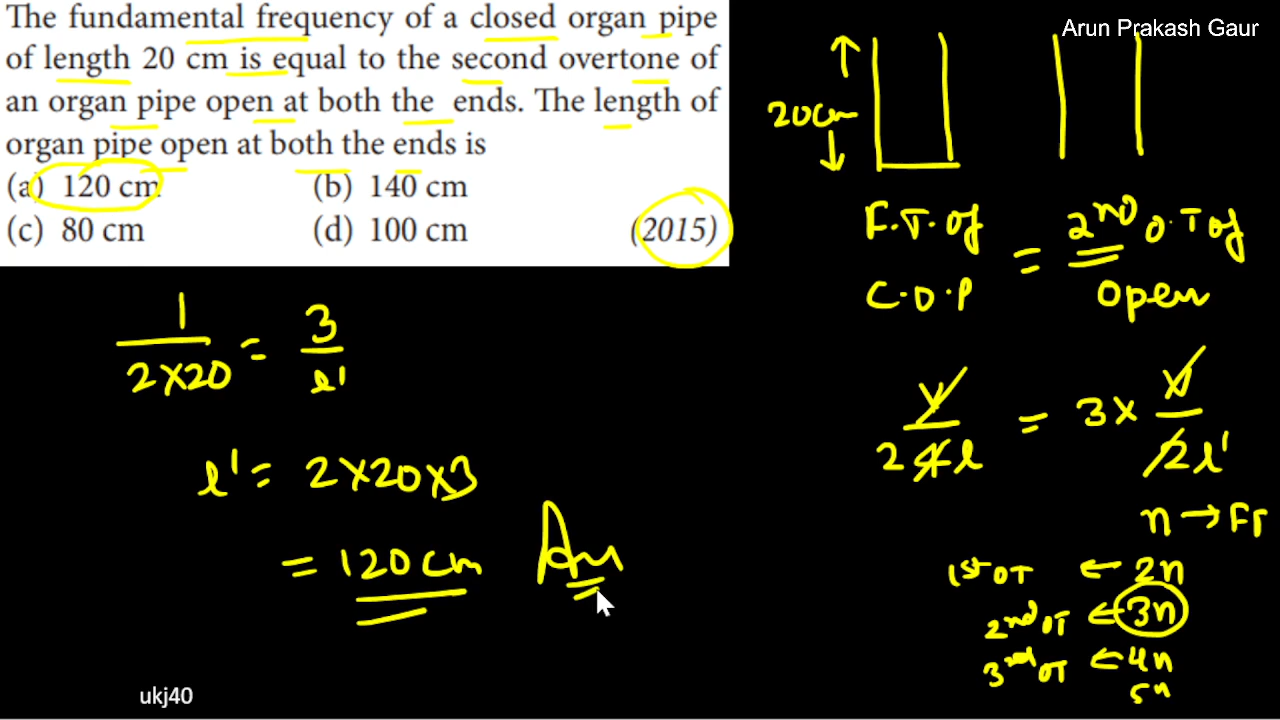 The fundamental frequency of a closed organ pipe
of length 20 cm is equal to the second overtone of
an organ pipe open at both the ends. The length of
organ pipe open at both the ends is
(a) 120 cm (b) 140 cm
(c) 80 cm (d) 100 cm (2015)
Arun Prakash Gaur
20cm
F.T. of = 2nd O.T of
C.O.P Open
1/(2×20) = 3/l'
v/(2 4l) = 3 × v/(2l')
l' = 2×20×3
= 120 cm Ans
n → FT
1st OT ← 2n
2nd OT ← 3n
3rd OT ← 4n
5n
ukj40